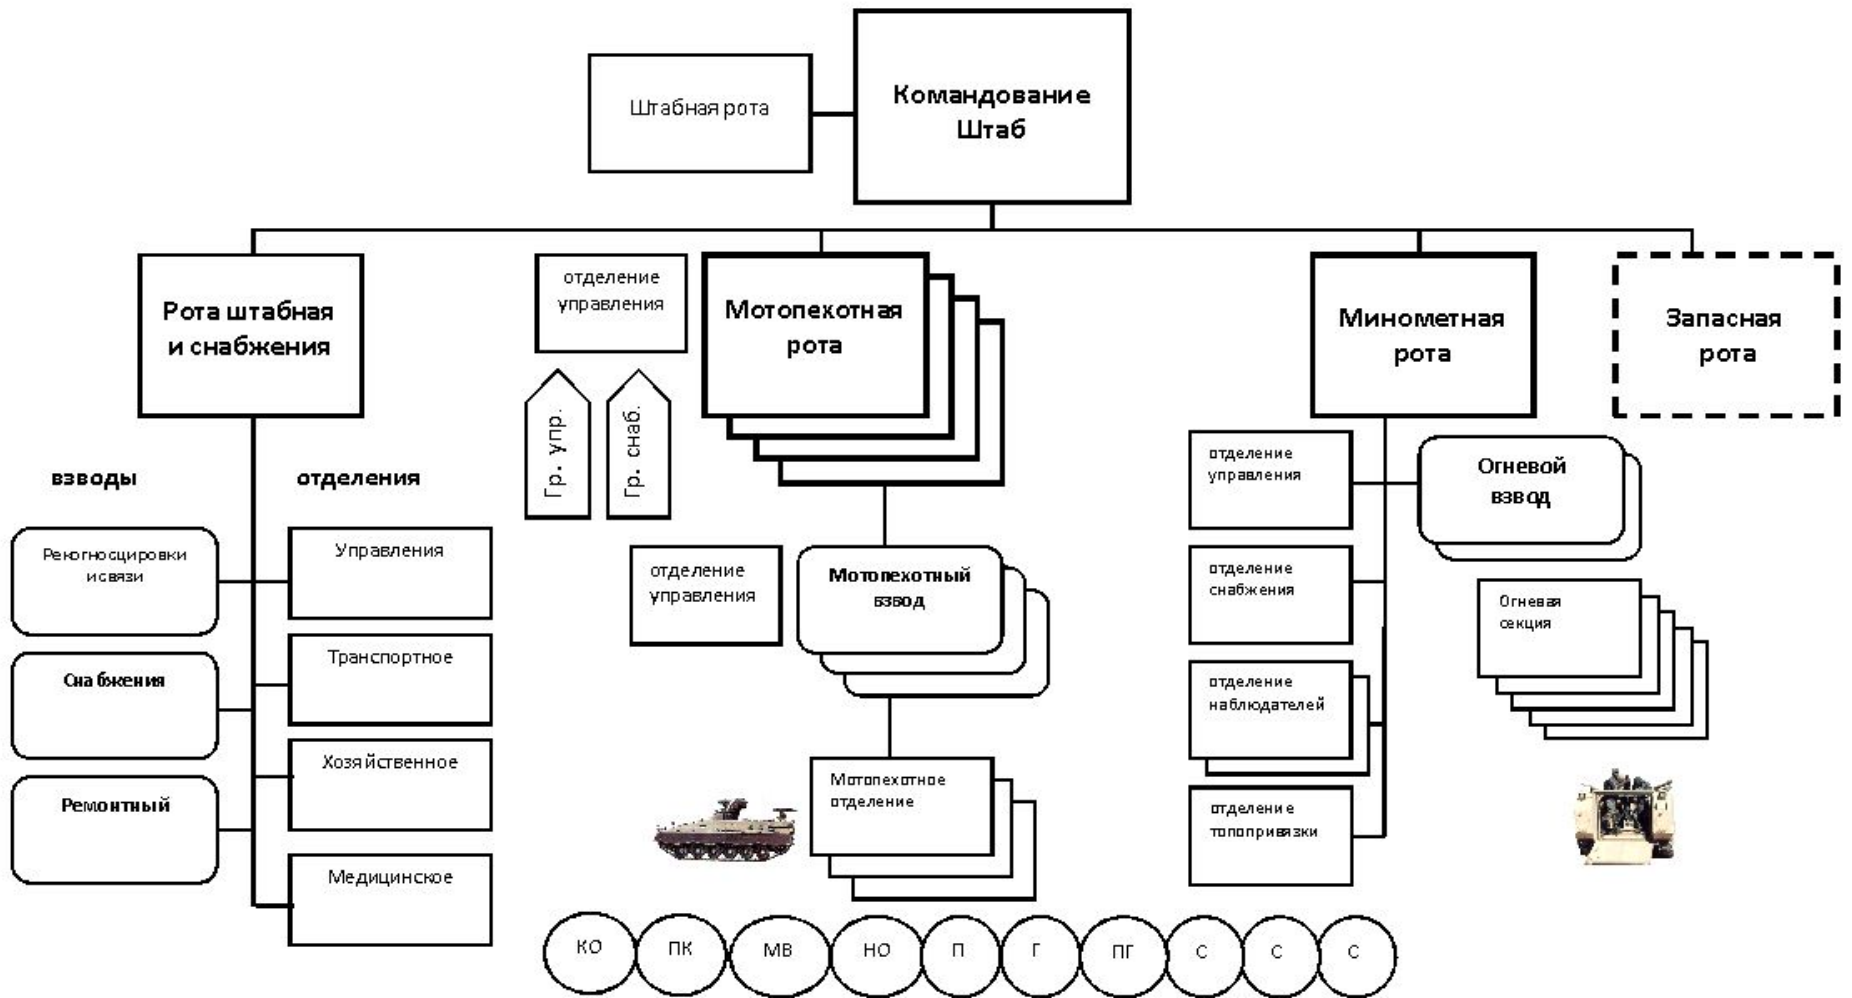 Командование
Штаб
Штабная рота
Рота штабная
и снабжения
отделение
управления
Мотопехотная
рота
Минометная
рота
Запасная
рота
Гр. упр.
Гр. снаб.
взводы
отделения
Рекогносцировки
и связи
Снабжения
Ремонтный
Управления
Транспортное
Хозяйственное
Медицинское
отделение
управления
Мотопехотный
взвод
Мотопехотное
отделение
отделение
управления
отделение
снабжения
отделение
наблюдателей
отделение
топопривязки
Огневой
взвод
Огневая
секция
КО ПК МВ НО П Г ПГ С С С